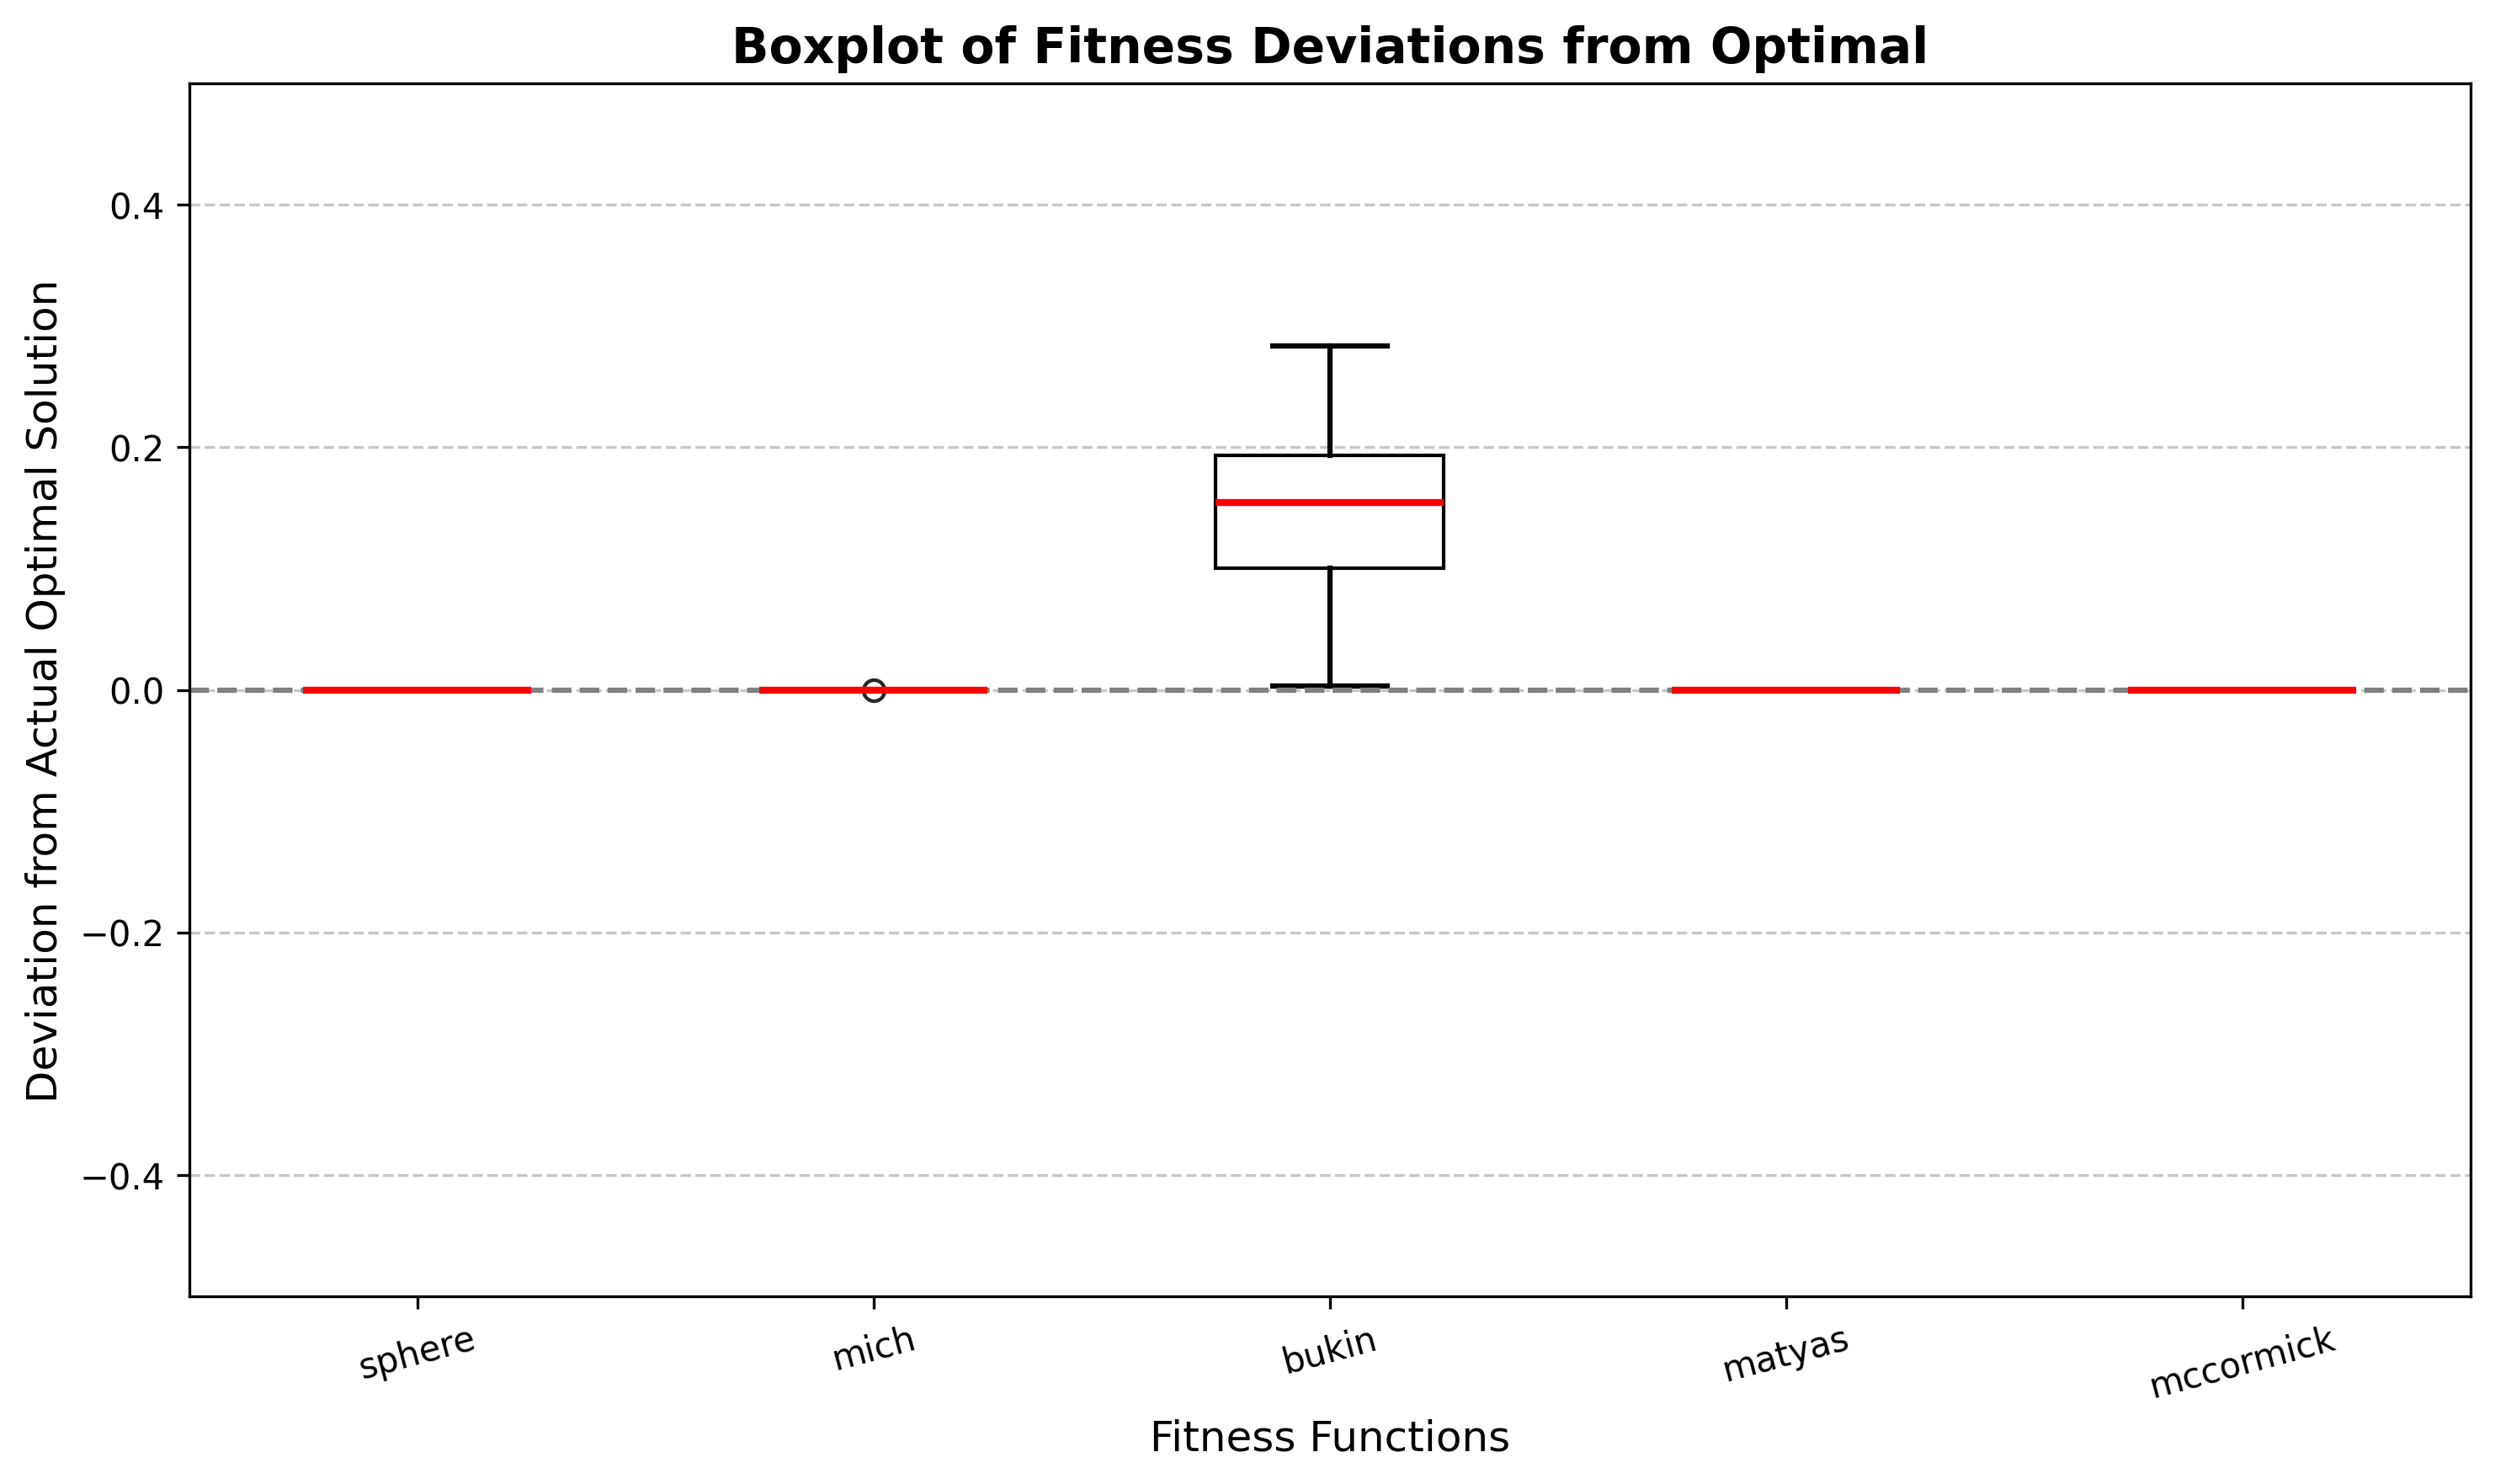 Boxplot of Fitness Deviations from Optimal
Deviation from Actual Optimal Solution
0.4
0.2
0.0
−0.2
−0.4
sphere
mich
bukin
matyas
mccormick
Fitness Functions